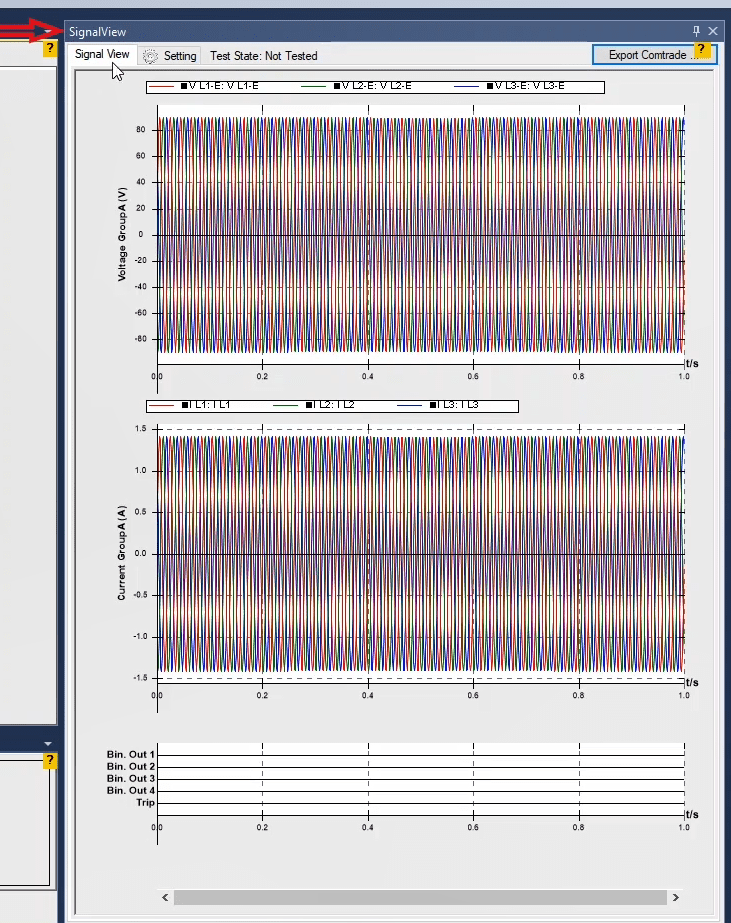 SignalView
?
Signal View Setting Test State: Not Tested Export Comtrade ... ?
V L1-E: V L1-E V L2-E: V L2-E V L3-E: V L3-E
Voltage GroupA (V)
80
60
40
20
0
-20
-40
-60
-80
t/s
0.0 0.2 0.4 0.6 0.8 1.0
I L1: I L1 I L2: I L2 I L3: I L3
Current GroupA (A)
1.5
1.0
0.5
0.0
-0.5
-1.0
-1.5
t/s
0.0 0.2 0.4 0.6 0.8 1.0
Bin. Out 1
?
Bin. Out 2
Bin. Out 3
Bin. Out 4
Trip
t/s
0.0 0.2 0.4 0.6 0.8 1.0